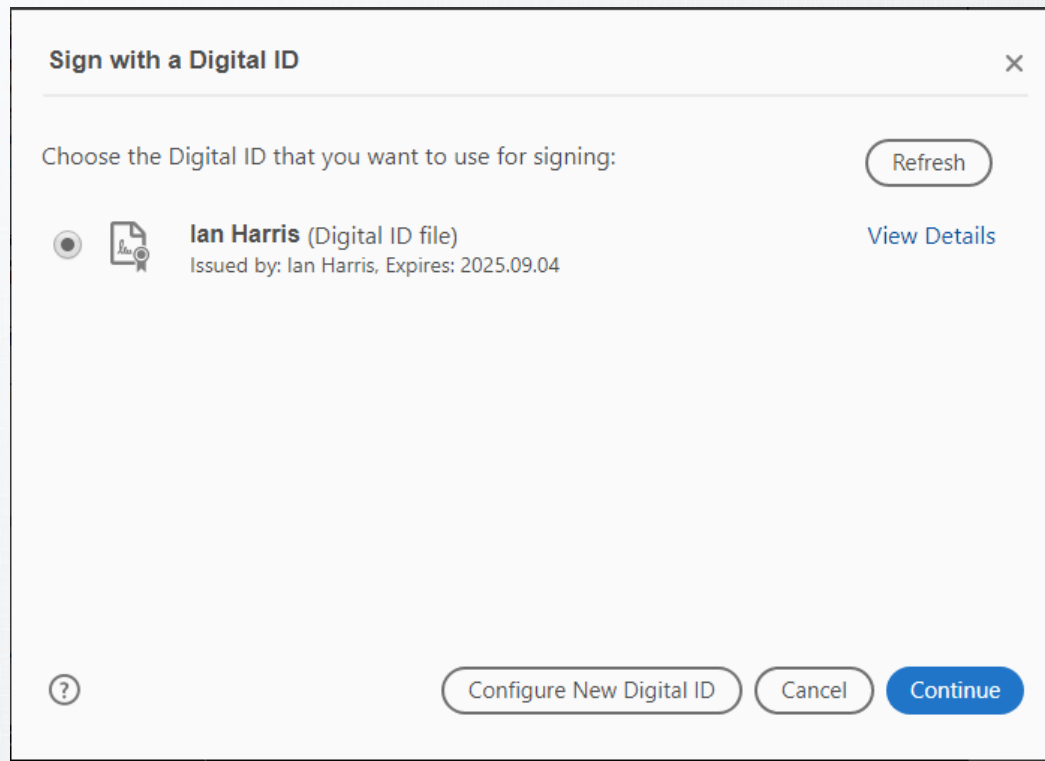 Sign with a Digital ID
Choose the Digital ID that you want to use for signing:
Refresh
Ian Harris (Digital ID file)
View Details
Issued by: Ian Harris, Expires: 2025.09.04
?
Configure New Digital ID
Cancel
Continue